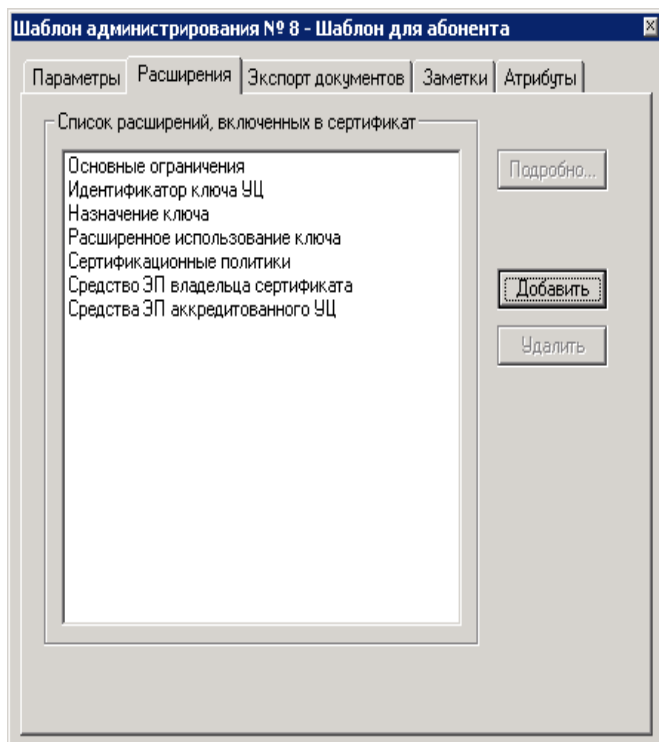 Шаблон администрирования № 8 - Шаблон для абонента
Параметры Расширения Экспорт документов Заметки Атрибуты
Список расширений, включенных в сертификат
Основные ограничения
Идентификатор ключа УЦ
Назначение ключа
Расширенное использование ключа
Сертификационные политики
Средство ЭП владельца сертификата
Средства ЭП аккредитованного УЦ
Подробно...
Добавить
Удалить